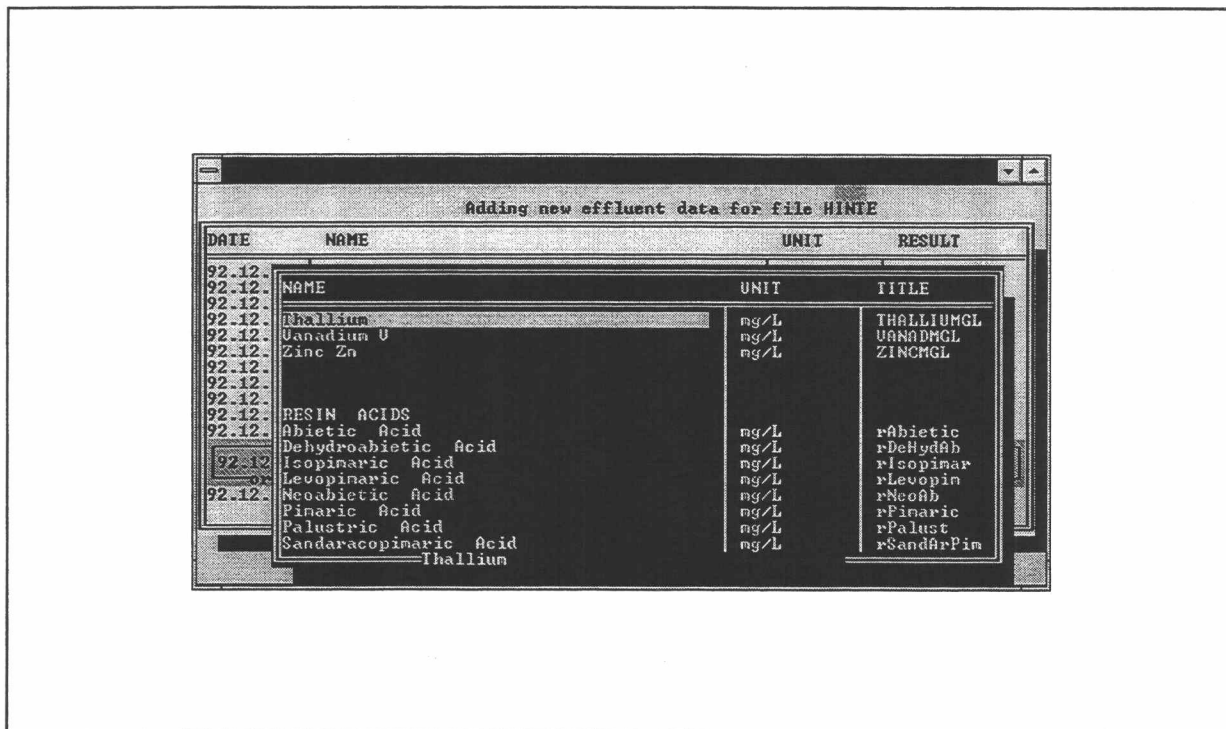 Adding new effluent data for file HINTE
DATE NAME UNIT RESULT
92.12.
92.12. NAME UNIT TITLE
92.12.
92.12. Thallium mg/L THALLIUMGL
92.12. Vanadium V mg/L VANADMGL
92.12. Zinc Zn mg/L ZINCMGL
92.12.
92.12.
92.12.
92.12. RESIN ACIDS
92.12. Abietic Acid mg/L rAbietic
Dehydroabietic Acid mg/L rDeHydAb
92.12 Isopimaric Acid mg/L rIsopimar
or Levopimaric Acid mg/L rLevopim
92.12. Neoabietic Acid mg/L rNeoAb
Pimaric Acid mg/L rPimaric
Palustric Acid mg/L rPalust
Sandaracopimaric Acid mg/L rSandArPim
Thallium